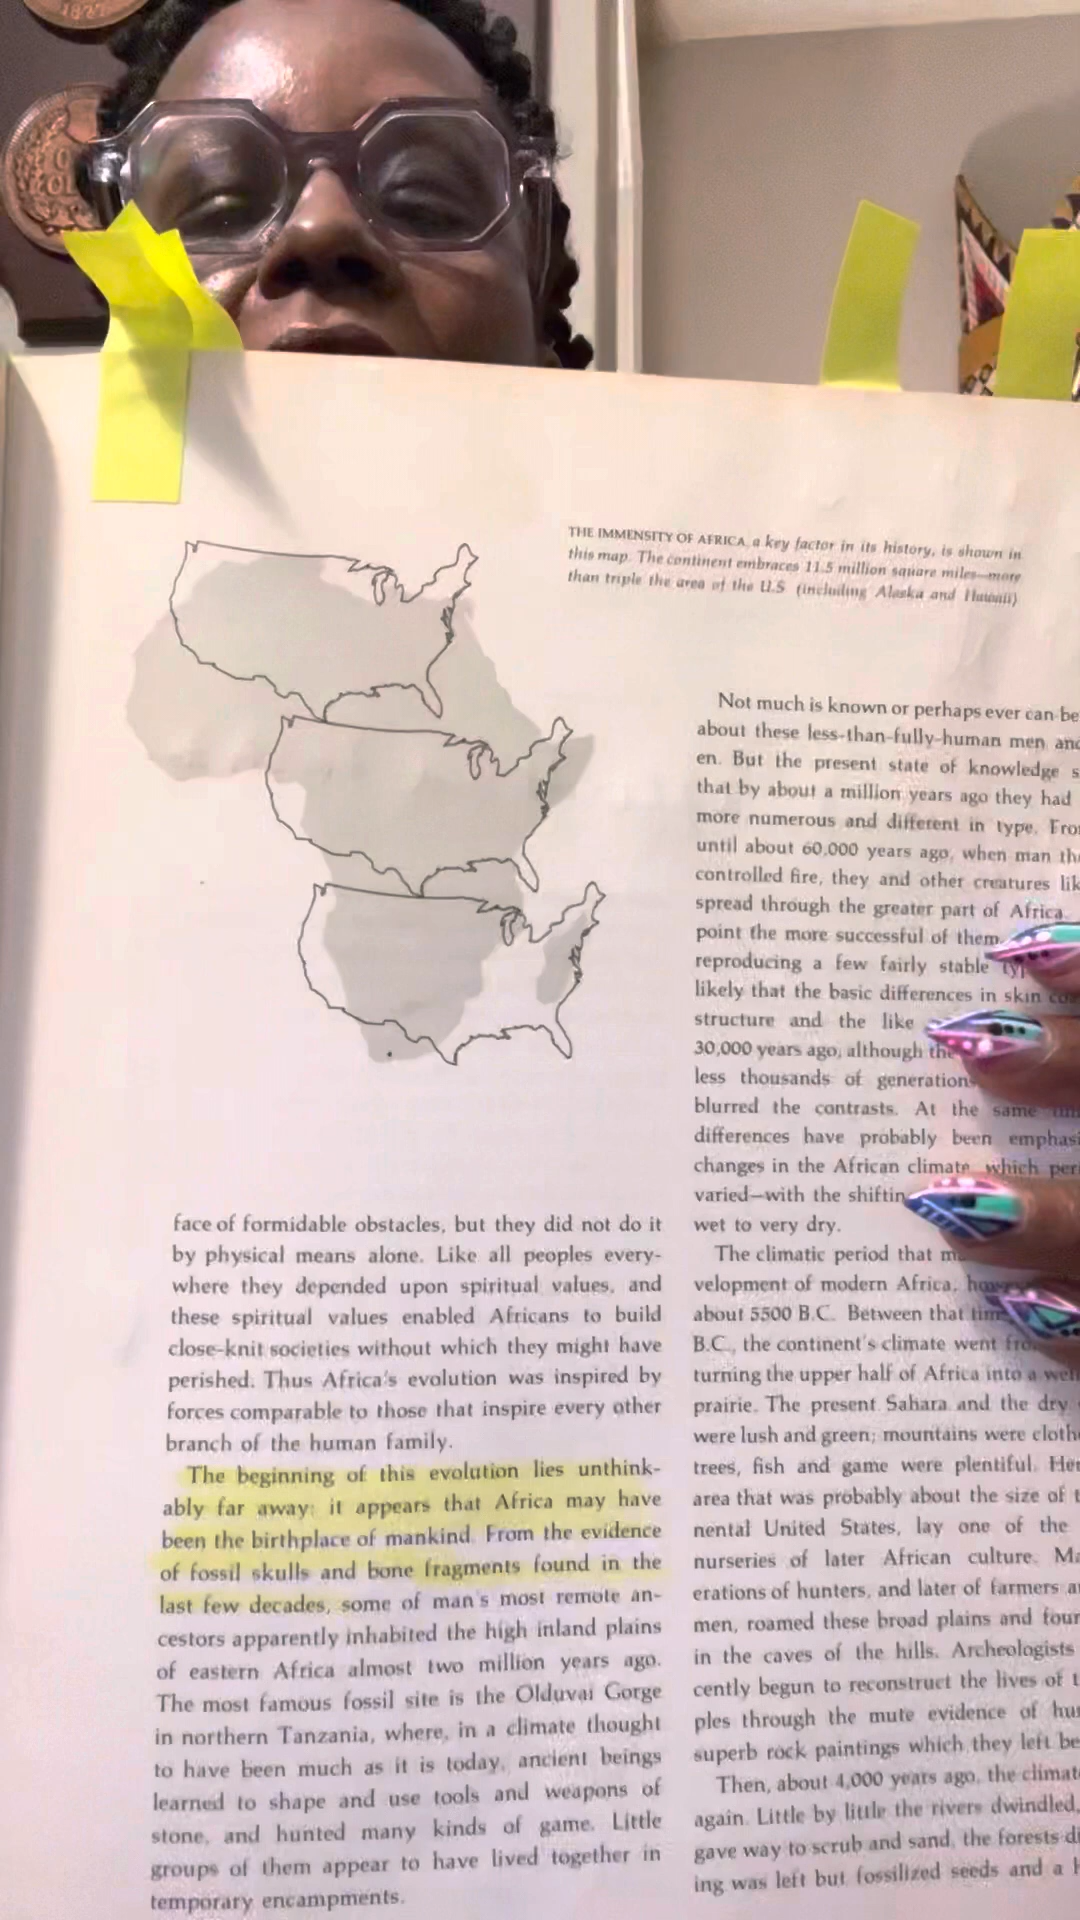 1877
THE IMMENSITY OF AFRICA, a key factor in its history, is shown in
this map. The continent embraces 11.5 million square miles—more
than triple the area of the U.S. (including Alaska and Hawaii)
face of formidable obstacles, but they did not do it
by physical means alone. Like all peoples every-
where they depended upon spiritual values, and
these spiritual values enabled Africans to build
close-knit societies without which they might have
perished. Thus Africa's evolution was inspired by
forces comparable to those that inspire every other
branch of the human family.
The beginning of this evolution lies unthink-
ably far away: it appears that Africa may have
been the birthplace of mankind. From the evidence
of fossil skulls and bone fragments found in the
last few decades, some of man's most remote an-
cestors apparently inhabited the high inland plains
of eastern Africa almost two million years ago.
The most famous fossil site is the Olduvai Gorge
in northern Tanzania, where, in a climate thought
to have been much as it is today, ancient beings
learned to shape and use tools and weapons of
stone, and hunted many kinds of game. Little
groups of them appear to have lived together in
temporary encampments.
Not much is known or perhaps ever can be
about these less-than-fully-human men and
en. But the present state of knowledge s
that by about a million years ago they had
more numerous and different in type. Fro
until about 60,000 years ago, when man th
controlled fire, they and other creatures lik
spread through the greater part of Africa.
point the more successful of them
reproducing a few fairly stable ty
likely that the basic differences in skin
structure and the like
30,000 years ago, although the
less thousands of generations
blurred the contrasts. At the same
differences have probably been emphasi
changes in the African climate, which per
varied—with the shiftin
wet to very dry.
The climatic period that m
velopment of modern Africa, how
about 5500 B.C. Between that tim
B.C., the continent's climate went fro
turning the upper half of Africa into a wel
prairie. The present Sahara and the dry
were lush and green; mountains were cloth
trees, fish and game were plentiful. Her
area that was probably about the size of t
nental United States, lay one of the
nurseries of later African culture. Ma
erations of hunters, and later of farmers a
men, roamed these broad plains and foun
in the caves of the hills. Archeologists
cently begun to reconstruct the lives of t
ples through the mute evidence of hu
superb rock paintings which they left be
Then, about 4,000 years ago, the climat
again. Little by little the rivers dwindled,
gave way to scrub and sand, the forests di
ing was left but fossilized seeds and a h